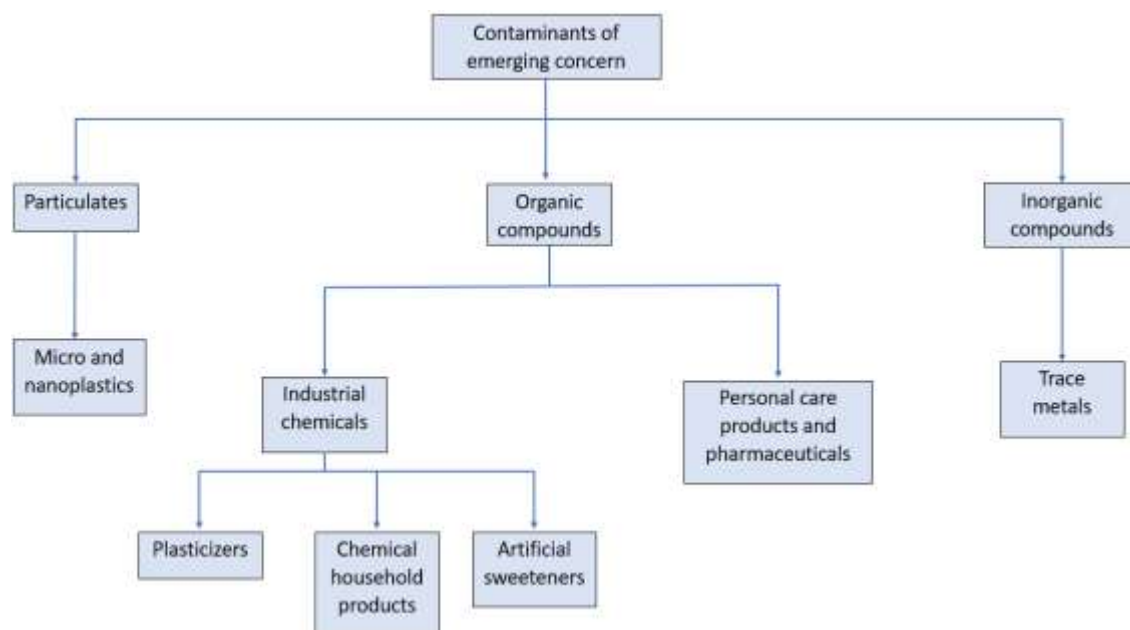 Contaminants of
emerging concern
Particulates
Organic
compounds
Inorganic
compounds
Micro and
nanoplastics
Industrial
chemicals
Personal care
products and
pharmaceuticals
Trace
metals
Plasticizers
Chemical
household
products
Artificial
sweeteners